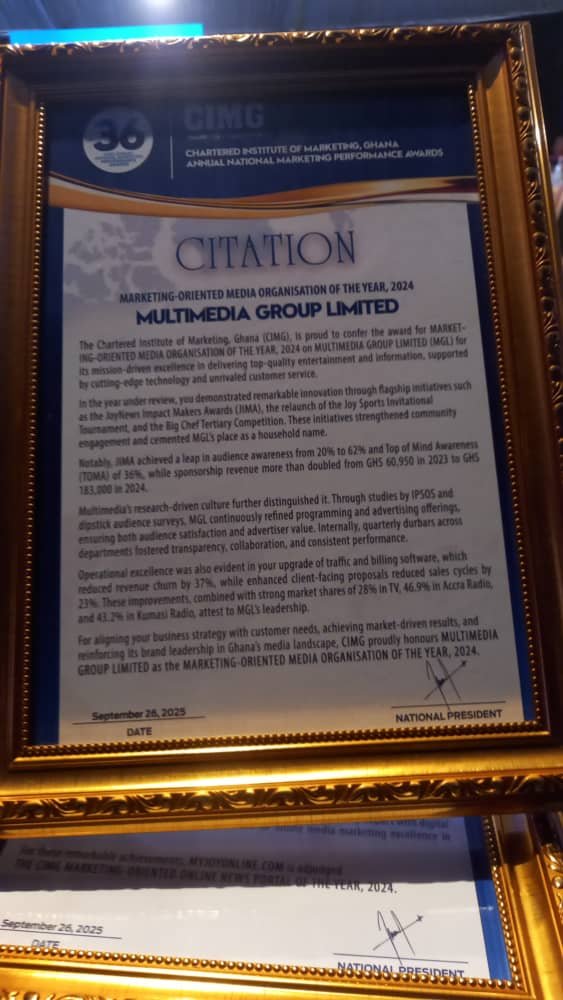 36
CIMG
CHARTERED INSTITUTE OF MARKETING, GHANA
ANNUAL NATIONAL MARKETING PERFORMANCE AWARDS
CITATION
MARKETING-ORIENTED MEDIA ORGANISATION OF THE YEAR, 2024
MULTIMEDIA GROUP LIMITED
The Chartered Institute of Marketing, Ghana (CIMG), is proud to confer the award for MARKET-
ING-ORIENTED MEDIA ORGANISATION OF THE YEAR, 2024 on MULTIMEDIA GROUP LIMITED (MGL) for
its mission-driven excellence in delivering top-quality entertainment and information, supported
by cutting-edge technology and unrivaled customer service.
In the year under review, you demonstrated remarkable innovation through flagship initiatives such
as the JoyNews Impact Makers Awards (JIMA), the relaunch of the Joy Sports Invitational
Tournament, and the Big Chef Tertiary Competition. These initiatives strengthened community
engagement and cemented MGL's place as a household name.
Notably, JIMA achieved a leap in audience awareness from 20% to 62% and Top of Mind Awareness
(TOMA) of 36%, while sponsorship revenue more than doubled from GHS 60,950 in 2023 to GHS
183,000 in 2024.
Multimedia's research-driven culture further distinguished it. Through studies by IPSOS and
dipstick audience surveys, MGL continuously refined programming and advertising offerings,
ensuring both audience satisfaction and advertiser value. Internally, quarterly durbars across
departments fostered transparency, collaboration, and consistent performance.
Operational excellence was also evident in your upgrade of traffic and billing software, which
reduced revenue churn by 37%, while enhanced client-facing proposals reduced sales cycles by
23%. These improvements, combined with strong market shares of 28% in TV, 46.9% in Accra Radio,
and 43.2% in Kumasi Radio, attest to MGL's leadership.
For aligning your business strategy with customer needs, achieving market-driven results, and
reinforcing its brand leadership in Ghana's media landscape, CIMG proudly honours MULTIMEDIA
GROUP LIMITED as the MARKETING-ORIENTED MEDIA ORGANISATION OF THE YEAR, 2024.
September 26, 2025
DATE
NATIONAL PRESIDENT
with digital
media marketing excellence in
For these remarkable achievements, MYJOYONLINE.COM is adjudged
THE CIMG MARKETING-ORIENTED ONLINE NEWS PORTAL OF THE YEAR, 2024.
September 26, 2025
DATE
NATIONAL PRESIDENT